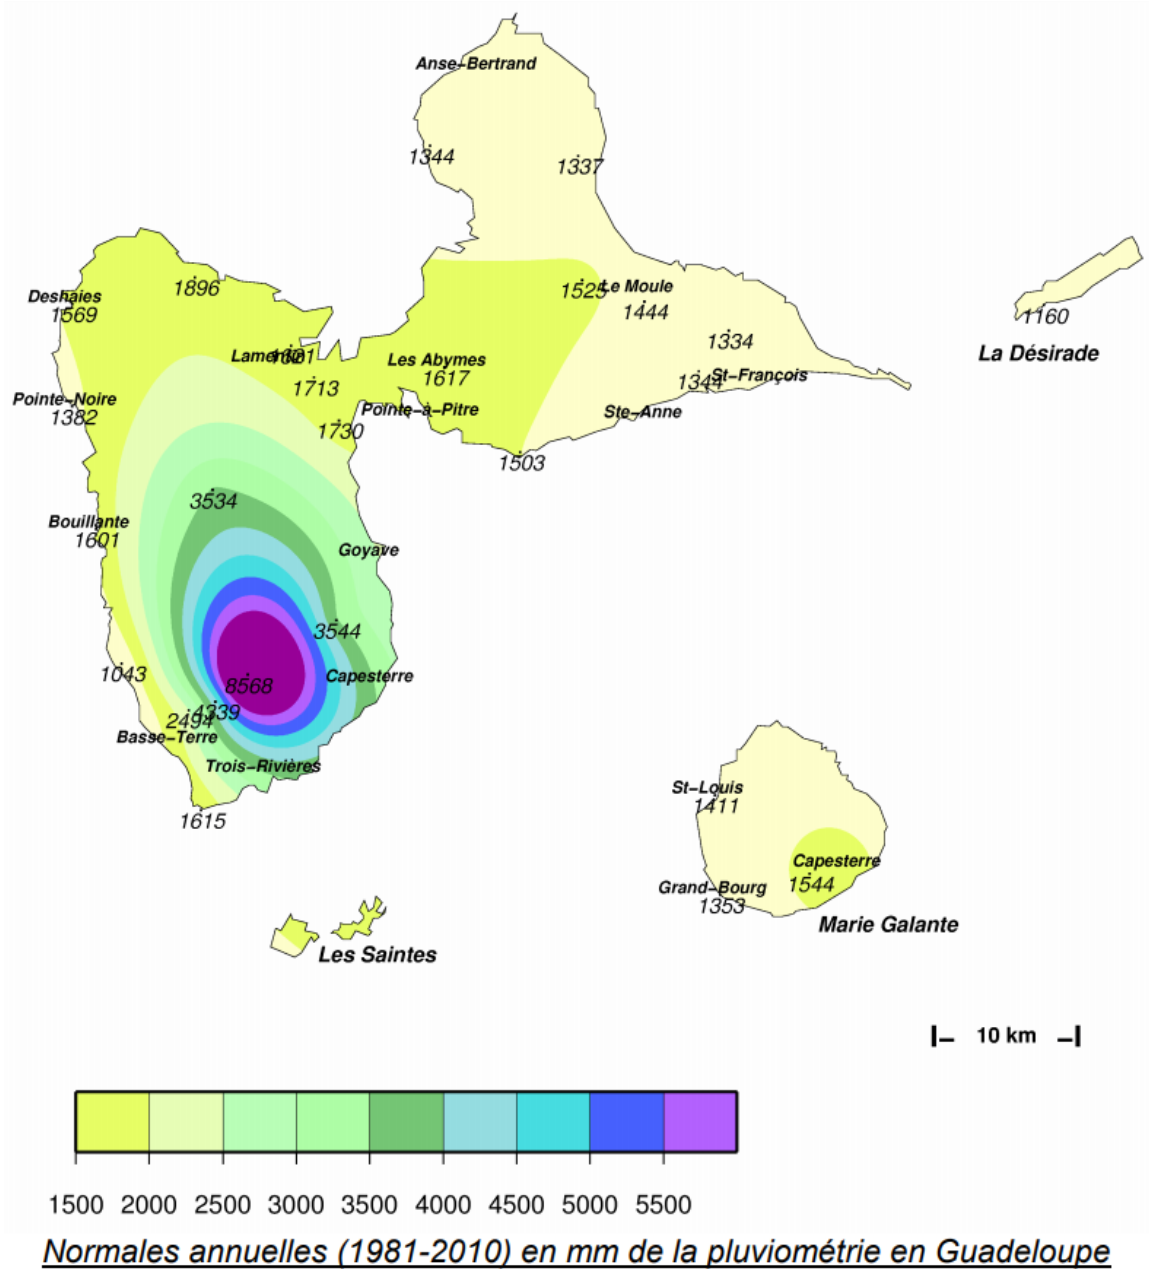 Anse-Bertrand
1344
1337
1896
Deshaies
1569
1525
Le Moule
1444
1160
La Désirade
1334
Les Abymes
1617
1713
1344
St-François
Pointe-Noire
1382
Pointe-à-Pitre
Ste-Anne
1730
1503
3534
Bouillante
1601
Goyave
3544
1043
Capesterre
8568
4339
2494
Basse-Terre
Trois-Rivières
1615
St-Louis
1411
Capesterre
1544
Grand-Bourg
1353
Marie Galante
Les Saintes
10 km
1500 2000 2500 3000 3500 4000 4500 5000 5500
Normales annuelles (1981-2010) en mm de la pluviométrie en Guadeloupe